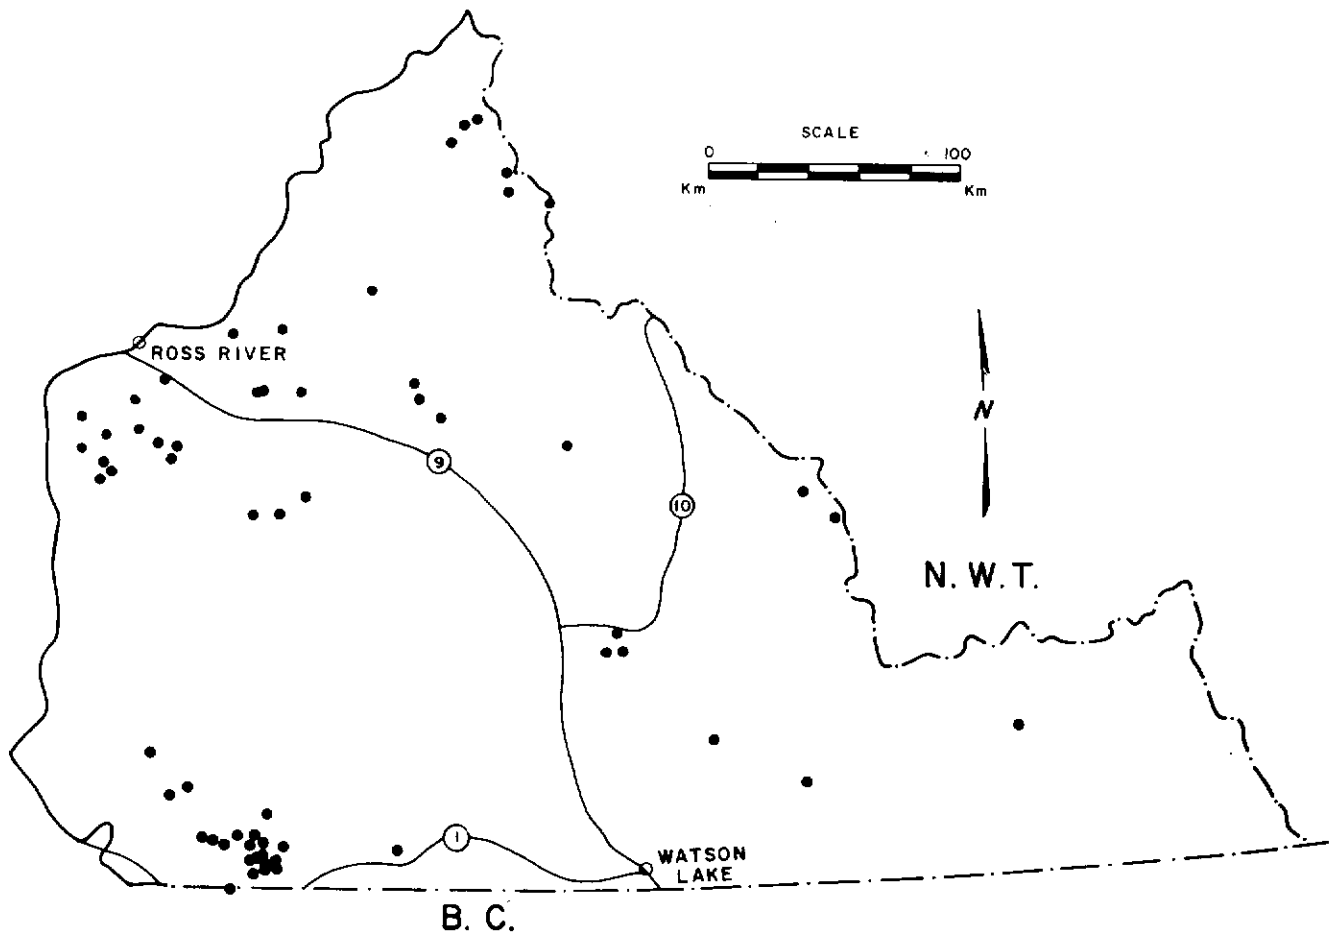 SCALE
0 100
Km Km
ROSS RIVER
N
9
10
N. W. T.
1
WATSON
LAKE
B. C.